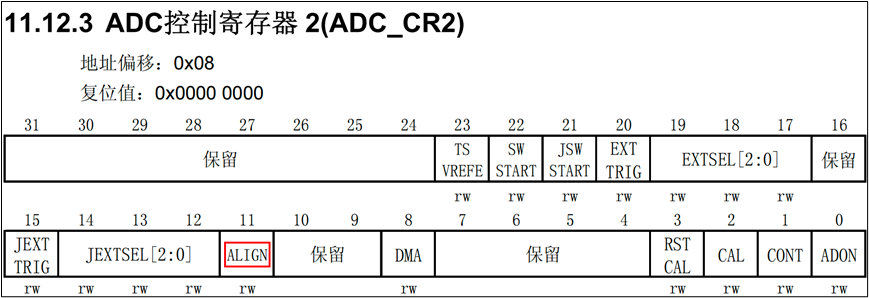 11.12.3 ADC控制寄存器 2(ADC_CR2)
地址偏移：0x08
复位值：0x0000 0000
31 30 29 28 27 26 25 24 23 22 21 20 19 18 17 16
保留 TS VREFE SW START JSW START EXT TRIG EXTSEL[2:0] 保留
rw rw rw rw rw rw rw
15 14 13 12 11 10 9 8 7 6 5 4 3 2 1 0
JEXT TRIG JEXTSEL[2:0] ALIGN 保留 DMA 保留 RST CAL CAL CONT ADON
rw rw rw rw rw rw rw rw rw rw